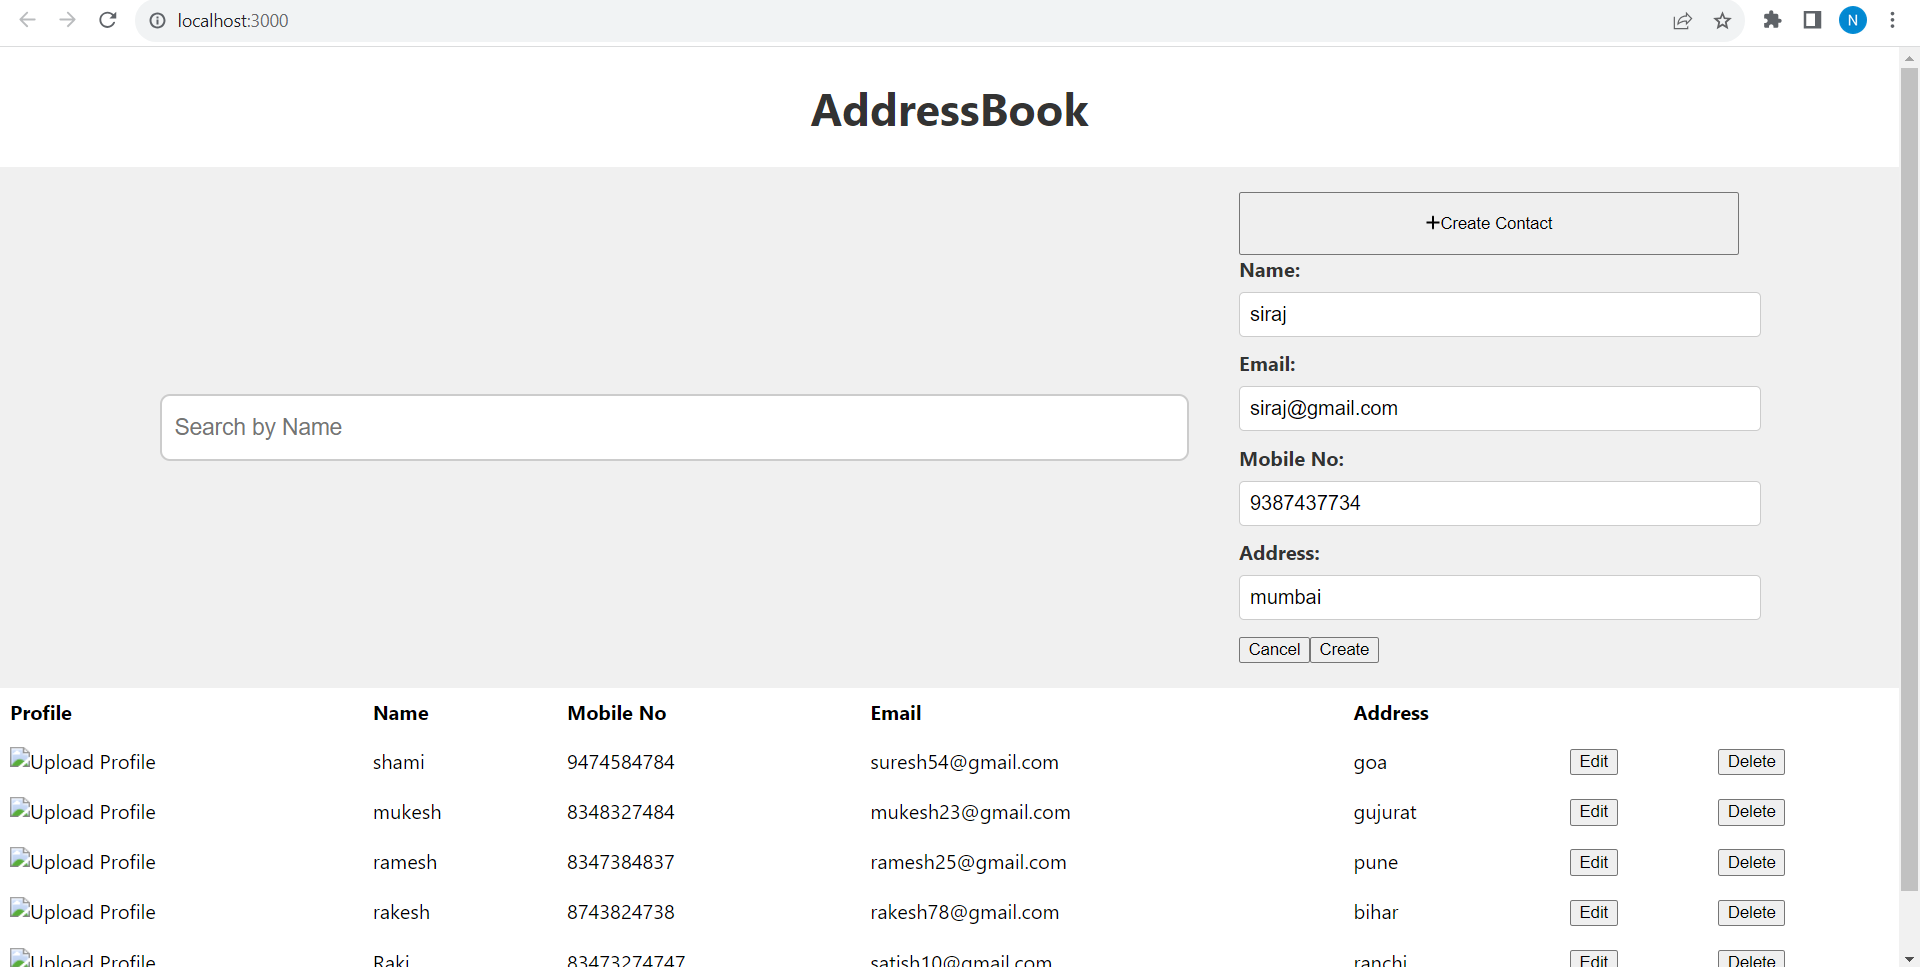 localhost:3000
N
AddressBook
+Create Contact
Name:
siraj
Email:
siraj@gmail.com
Search by Name
Mobile No:
9387437734
Address:
mumbai
Cancel Create
Profile Name Mobile No Email Address
Upload Profile shami 9474584784 suresh54@gmail.com goa Edit Delete
Upload Profile mukesh 8348327484 mukesh23@gmail.com gujurat Edit Delete
Upload Profile ramesh 8347384837 ramesh25@gmail.com pune Edit Delete
Upload Profile rakesh 8743824738 rakesh78@gmail.com bihar Edit Delete
Upload Profile Raki 83473274747 satish10@gmail.com ranchi Edit Delete